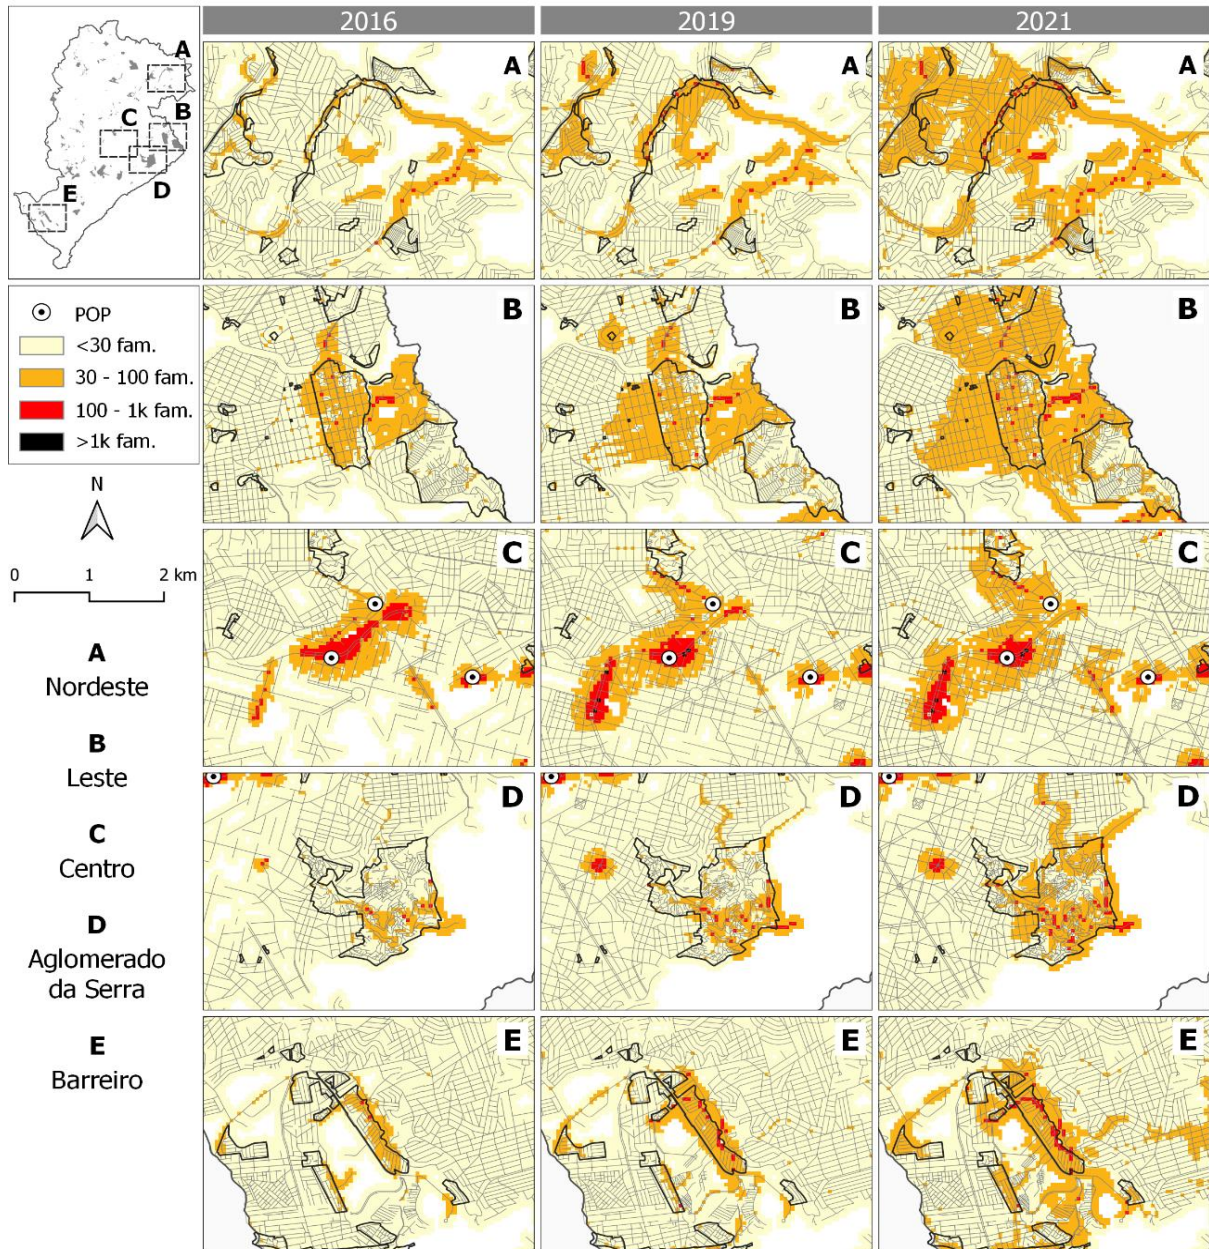 2016
2019
2021
A
B
C
D
E
POP
<30 fam.
30 - 100 fam.
100 - 1k fam.
>1k fam.
N
0 1 2 km
A
Nordeste
B
Leste
C
Centro
D
Aglomerado
da Serra
E
Barreiro
A
A
A
B
B
B
C
C
C
D
D
D
E
E
E